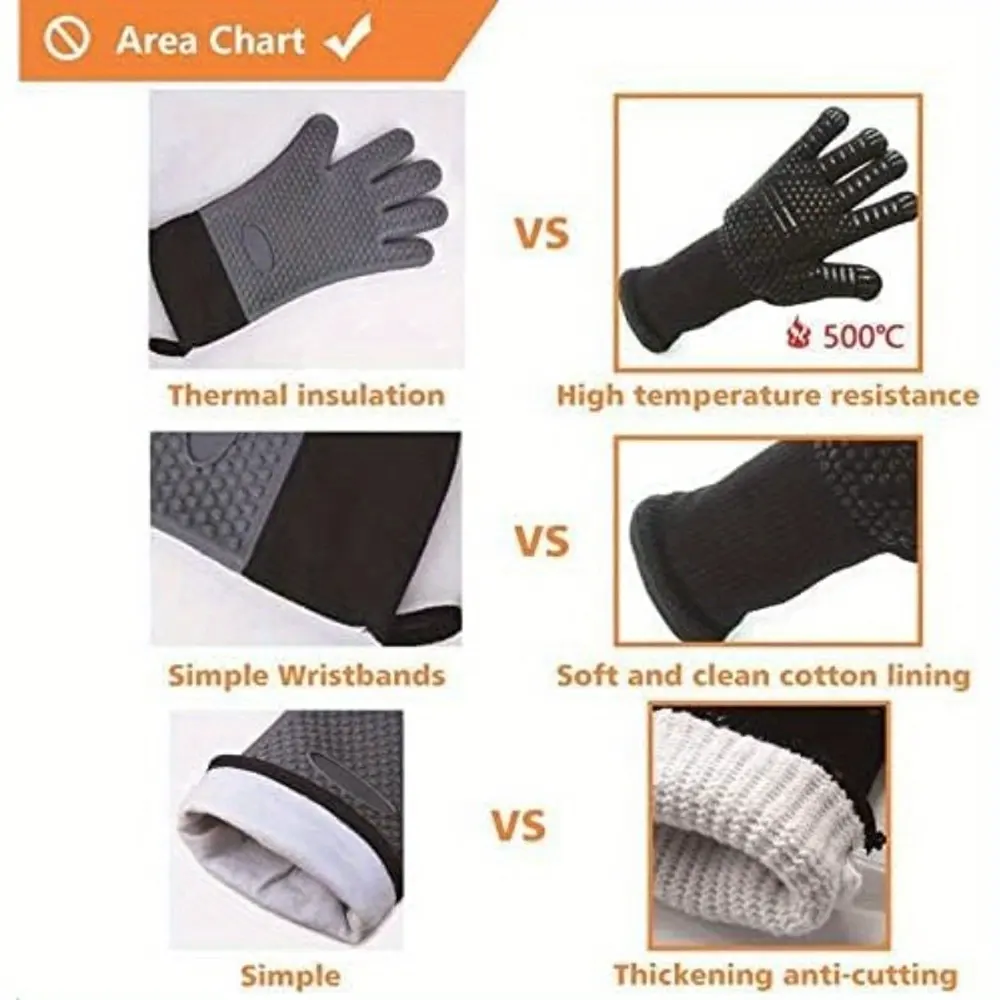 Area Chart
VS
500℃
Thermal insulation
High temperature resistance
VS
Simple Wristbands
Soft and clean cotton lining
VS
Simple
Thickening anti-cutting